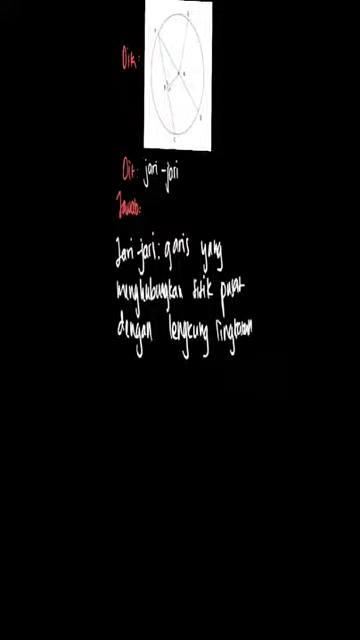 Dik:
Dit: jari-jari
Jawab:
Jari-jari: garis yang
menghubungkan titik pusat
dengan lengkung lingkaran